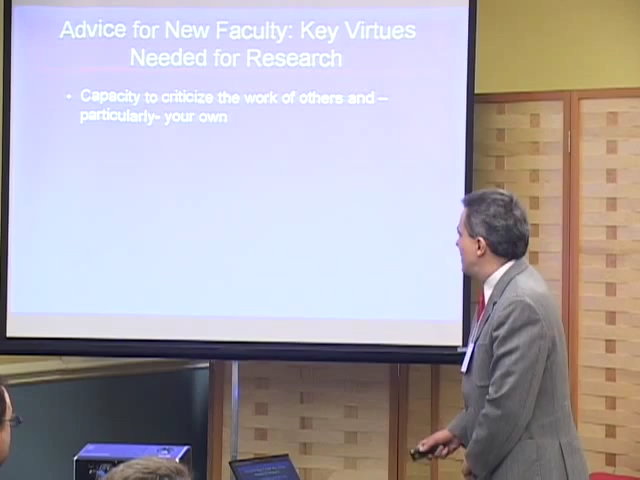 Advice for New Faculty: Key Virtues
Needed for Research
• Capacity to criticize the work of others and –
particularly- your own